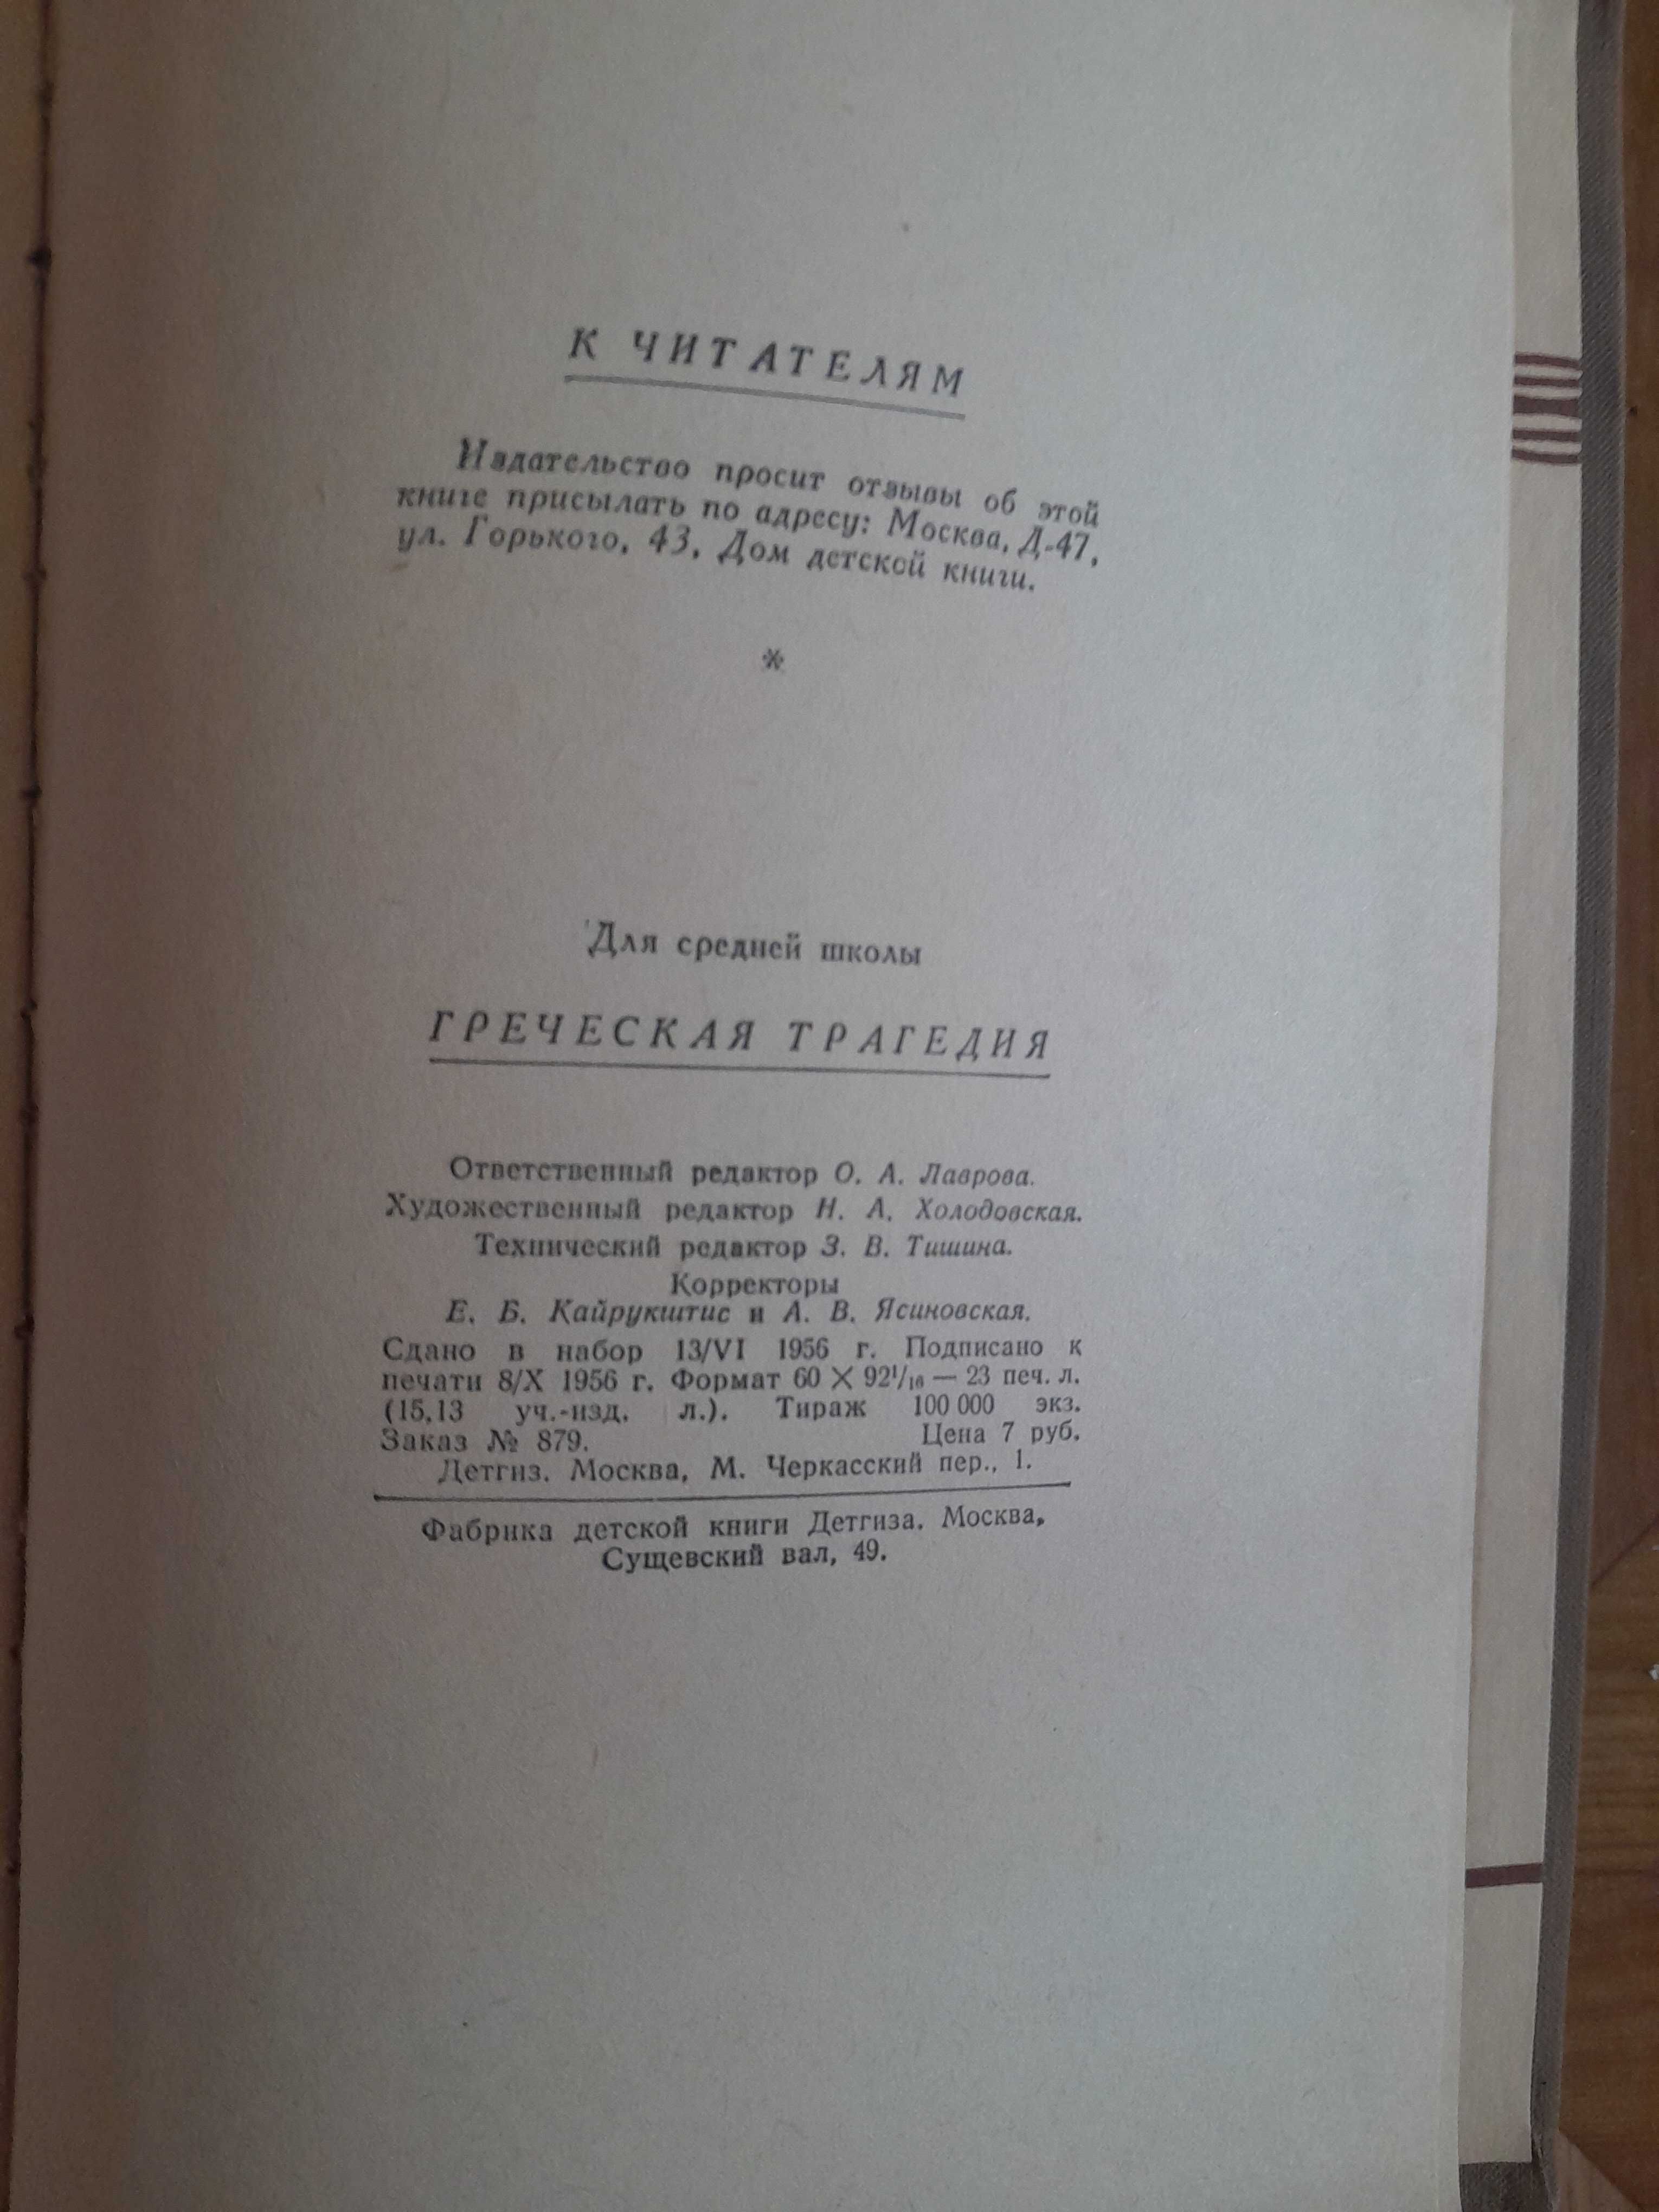 К ЧИТАТЕЛЯМ
Издательство просит отзывы об этой
книге присылать по адресу: Москва, Д-47,
ул. Горького, 43, Дом детской книги.
*
Для средней школы
ГРЕЧЕСКАЯ ТРАГЕДИЯ
Ответственный редактор О. А. Лаврова.
Художественный редактор Н. А. Холодовская.
Технический редактор З. В. Тишина.
Корректоры
Е. Б. Кайрукштис и А. В. Ясиновская.
Сдано в набор 13/VI 1956 г. Подписано к
печати 8/X 1956 г. Формат 60 × 92¹/₁₆ — 23 печ. л.
(15,13 уч.-изд. л.). Тираж 100 000 экз.
Заказ № 879. Цена 7 руб.
Детгиз. Москва, М. Черкасский пер., 1.
Фабрика детской книги Детгиза. Москва,
Сущевский вал, 49.